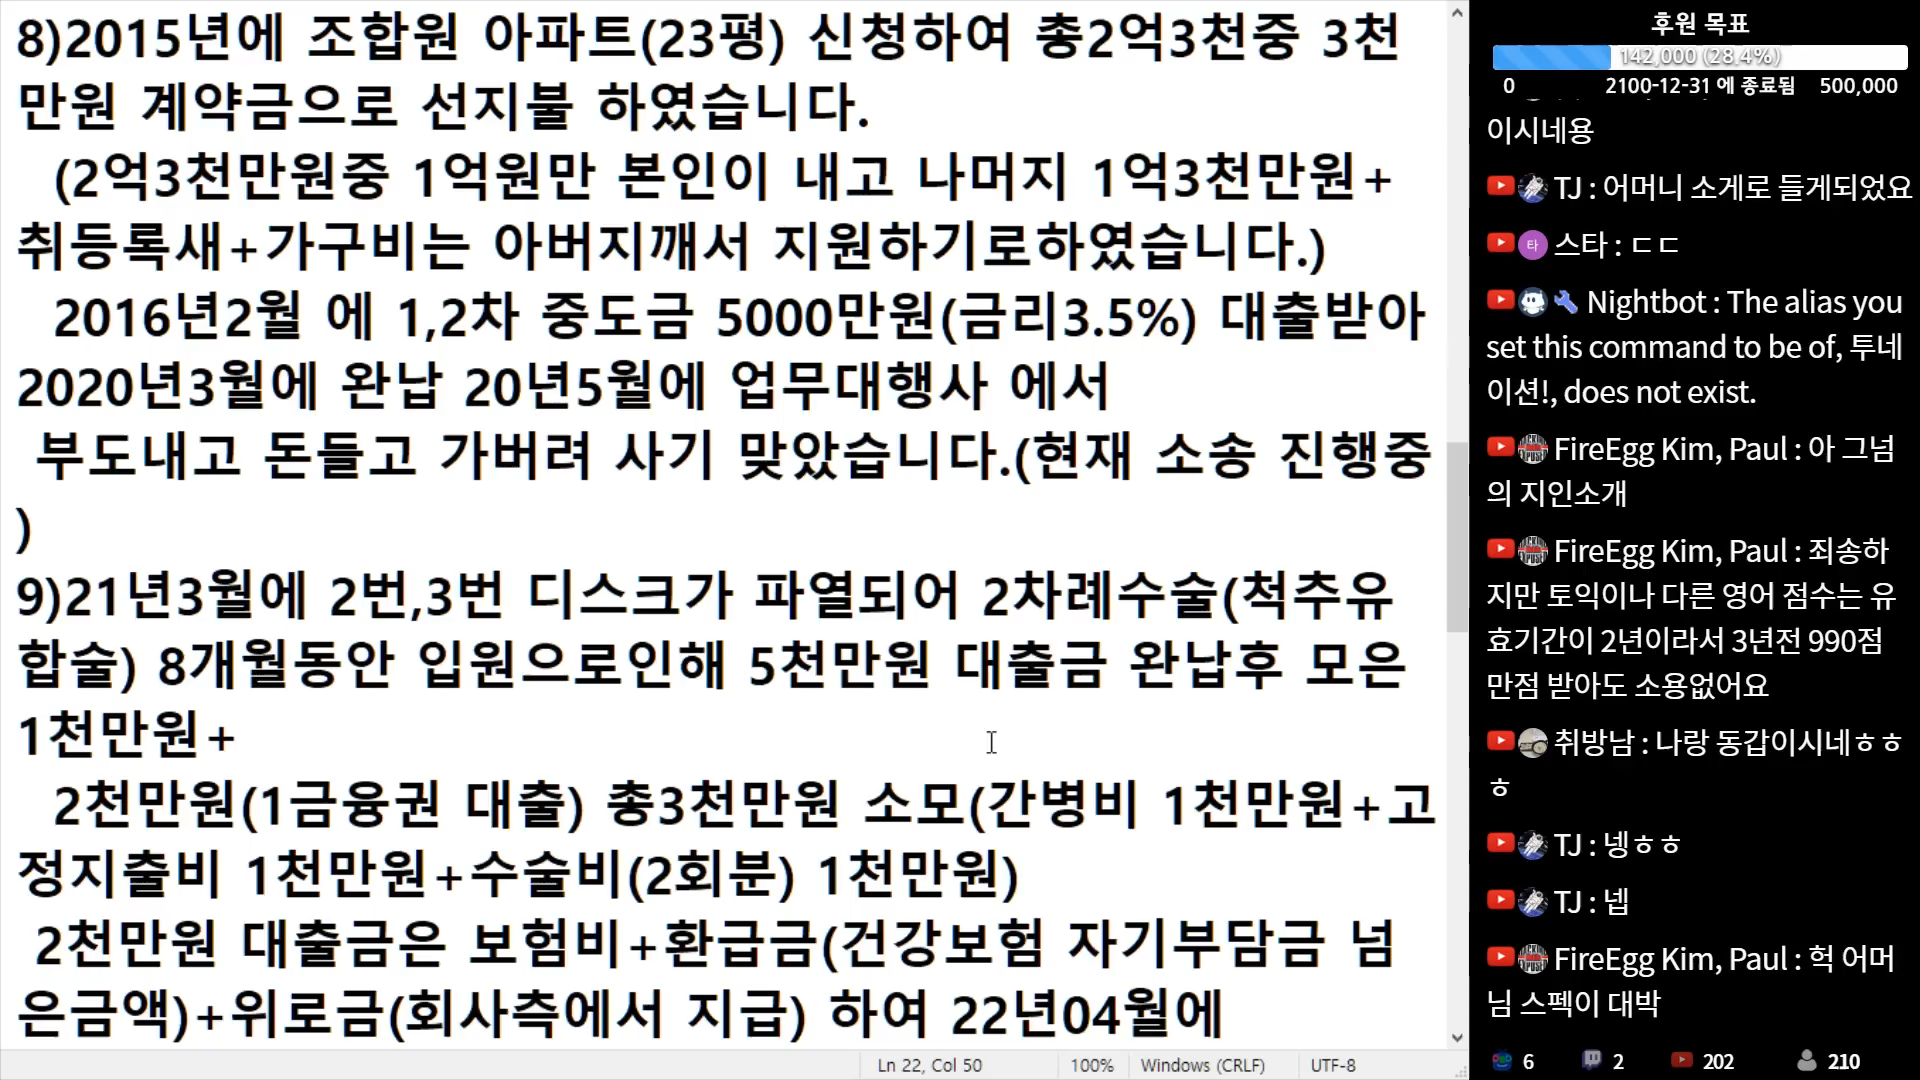 8)2015년에 조합원 아파트(23평) 신청하여 총2억3천중 3천
만원 계약금으로 선지불 하였습니다.
(2억3천만원중 1억원만 본인이 내고 나머지 1억3천만원+
취등록새+가구비는 아버지깨서 지원하기로하였습니다.)
2016년2월 에 1,2차 중도금 5000만원(금리3.5%) 대출받아
2020년3월에 완납 20년5월에 업무대행사 에서
부도내고 돈들고 가버려 사기 맞았습니다.(현재 소송 진행중
)
9)21년3월에 2번,3번 디스크가 파열되어 2차례수술(척추유
합술) 8개월동안 입원으로인해 5천만원 대출금 완납후 모은
1천만원+
2천만원(1금융권 대출) 총3천만원 소모(간병비 1천만원+고
정지출비 1천만원+수술비(2회분) 1천만원)
2천만원 대출금은 보험비+환급금(건강보험 자기부담금 넘
은금액)+위로금(회사측에서 지급) 하여 22년04월에
Ln 22, Col 50
100%
Windows (CRLF)
UTF-8
후원 목표
142,000 (28.4%)
0 2100-12-31 에 종료됨 500,000
이시네용
TJ : 어머니 소게로 들게되었요
타 스타 : ㄷㄷ
Nightbot : The alias you
set this command to be of, 투네
이션!, does not exist.
FireEgg Kim, Paul : 아 그넘
의 지인소개
FireEgg Kim, Paul : 죄송하
지만 토익이나 다른 영어 점수는 유
효기간이 2년이라서 3년전 990점
만점 받아도 소용없어요
취방남 : 나랑 동갑이시네ㅎㅎ
ㅎ
TJ : 넹ㅎㅎ
TJ : 넵
FireEgg Kim, Paul : 헉 어머
님 스펙이 대박
6 2 202 210